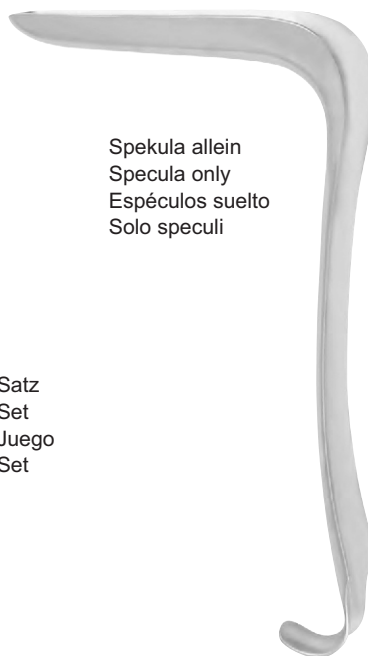 Spekula allein
Specula only
Espéculos suelto
Solo speculi
Satz
Set
Juego
Set